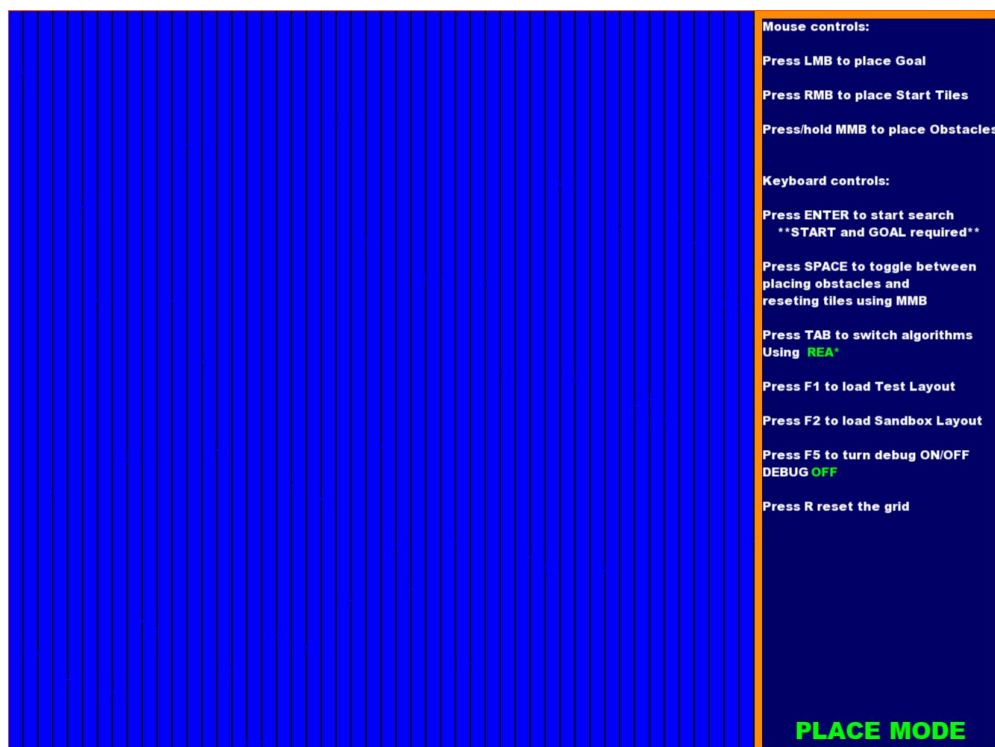 Mouse controls:
Press LMB to place Goal
Press RMB to place Start Tiles
Press/hold MMB to place Obstacles
Keyboard controls:
Press ENTER to start search
**START and GOAL required**
Press SPACE to toggle between
placing obstacles and
reseting tiles using MMB
Press TAB to switch algorithms
Using REA*
Press F1 to load Test Layout
Press F2 to load Sandbox Layout
Press F5 to turn debug ON/OFF
DEBUG OFF
Press R reset the grid
PLACE MODE